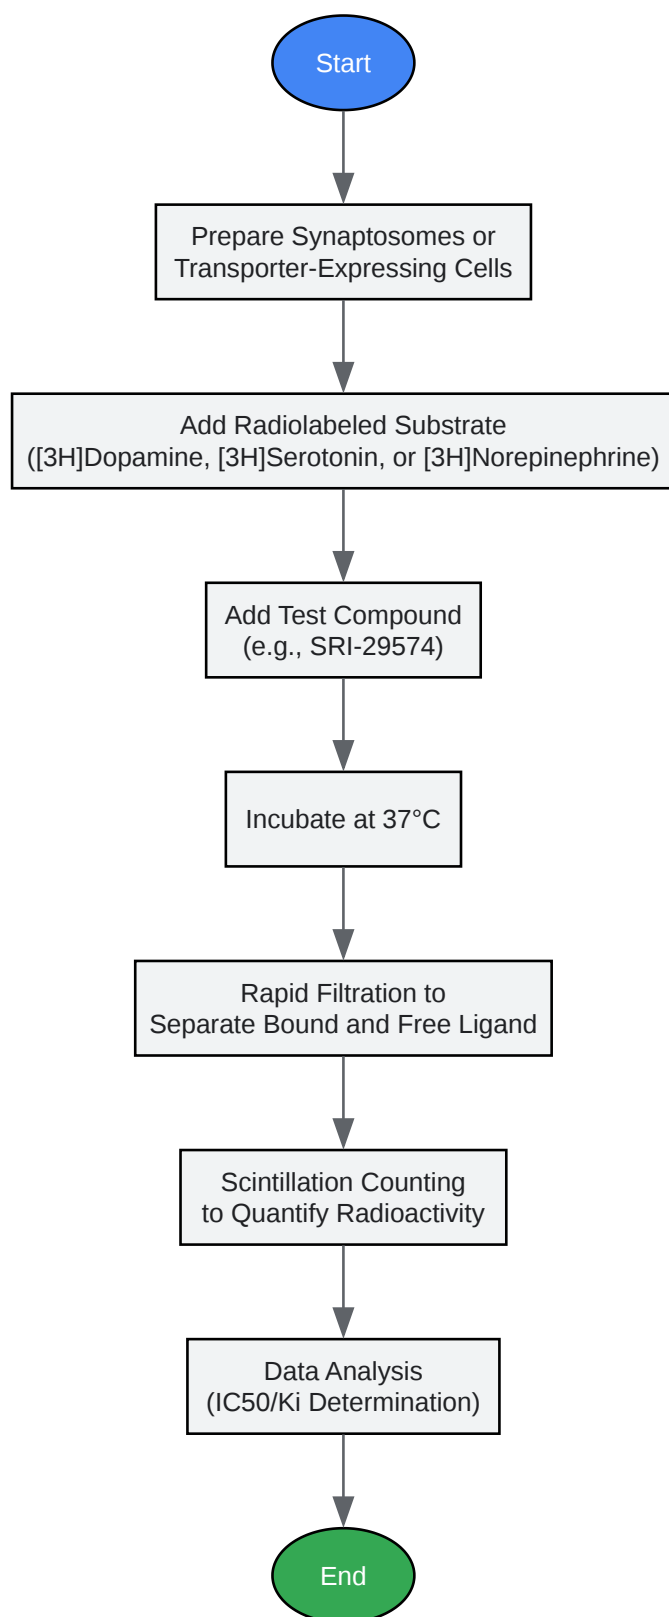 Start
Prepare Synaptosomes or
Transporter-Expressing Cells
Add Radiolabeled Substrate
([3H]Dopamine, [3H]Serotonin, or [3H]Norepinephrine)
Add Test Compound
(e.g., SRI-29574)
Incubate at 37°C
Rapid Filtration to
Separate Bound and Free Ligand
Scintillation Counting
to Quantify Radioactivity
Data Analysis
(IC50/Ki Determination)
End